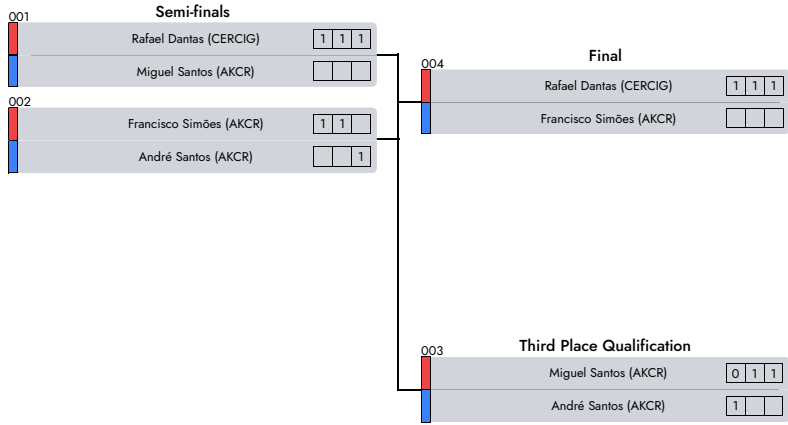 Semi-finals
001
Rafael Dantas (CERCIG) 1 1 1
Miguel Santos (AKCR)
002
Francisco Simões (AKCR) 1 1
André Santos (AKCR) 1
Final
004
Rafael Dantas (CERCIG) 1 1 1
Francisco Simões (AKCR)
Third Place Qualification
003
Miguel Santos (AKCR) 0 1 1
André Santos (AKCR) 1